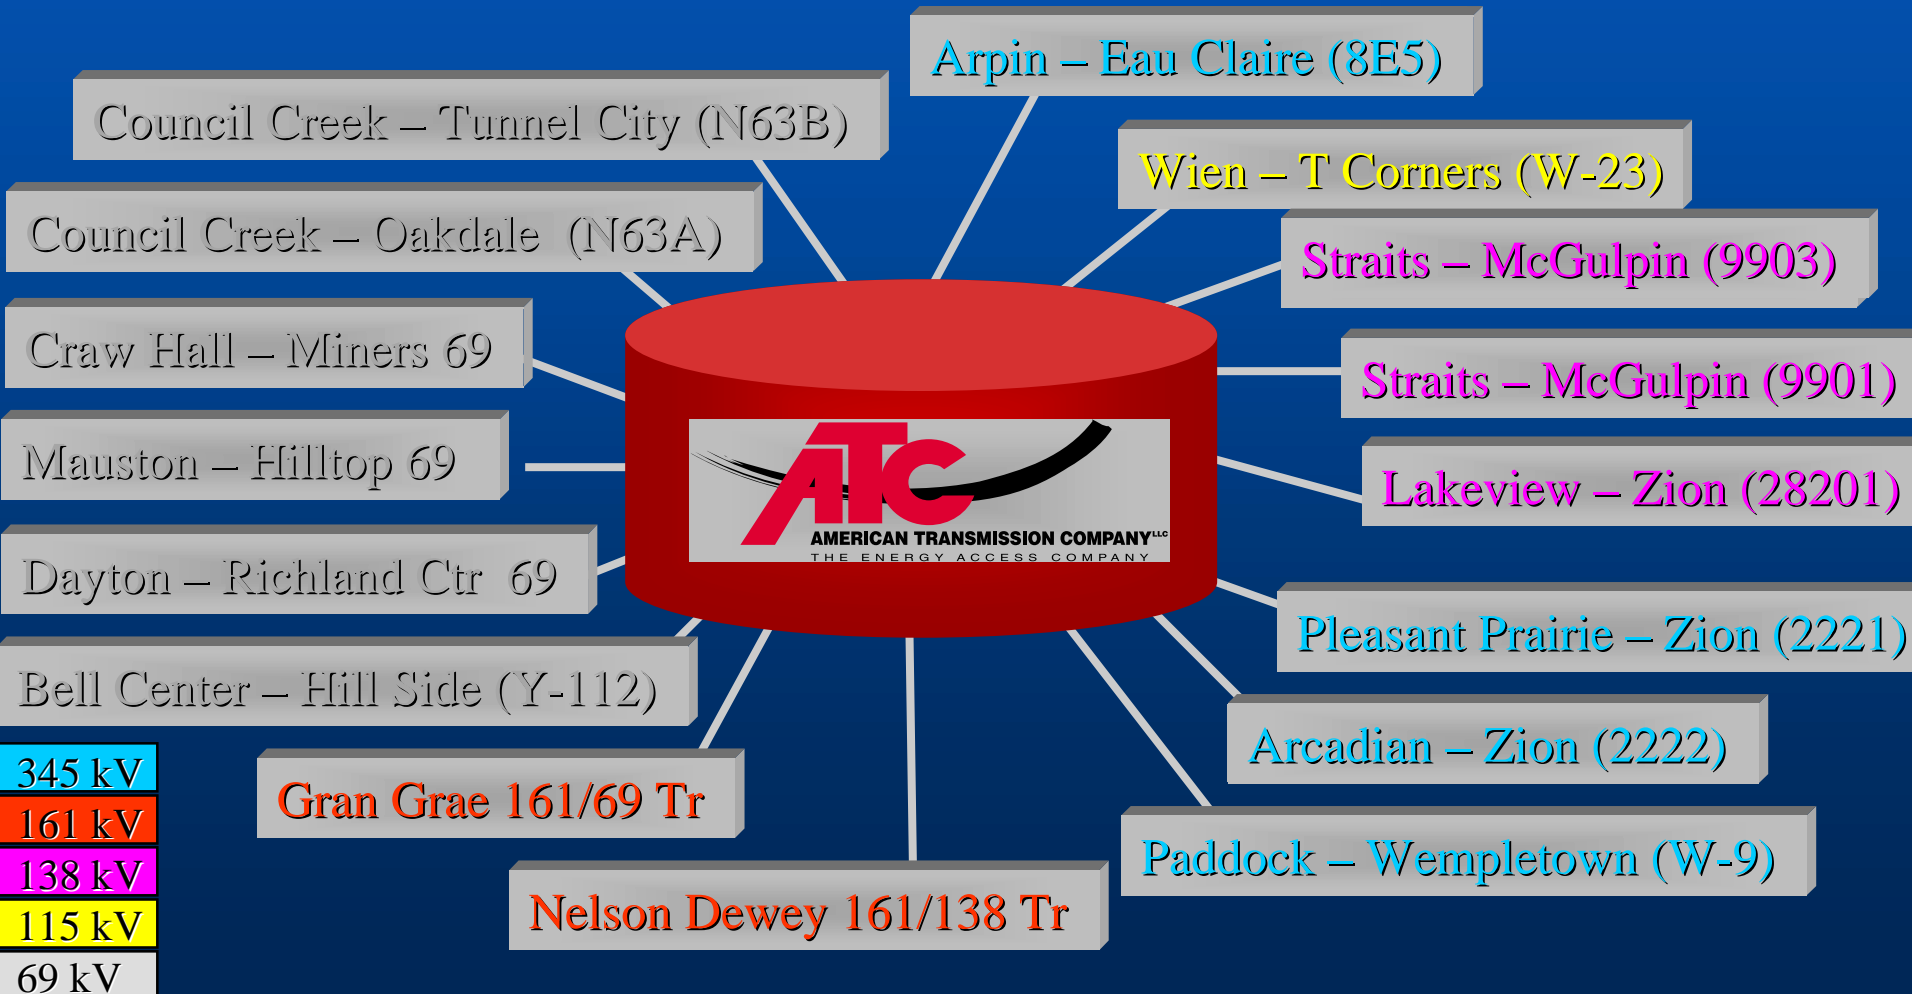 Arpin – Eau Claire (8E5)
Council Creek – Tunnel City (N63B)
Wien – T Corners (W-23)
Council Creek – Oakdale (N63A)
Straits – McGulpin (9903)
Craw Hall – Miners 69
Straits – McGulpin (9901)
Mauston – Hilltop 69
Lakeview – Zion (28201)
ATC
AMERICAN TRANSMISSION COMPANY LLC
THE ENERGY ACCESS COMPANY
Dayton – Richland Ctr 69
Pleasant Prairie – Zion (2221)
Bell Center – Hill Side (Y-112)
Arcadian – Zion (2222)
Gran Grae 161/69 Tr
Paddock – Wempletown (W-9)
Nelson Dewey 161/138 Tr
345 kV
161 kV
138 kV
115 kV
69 kV